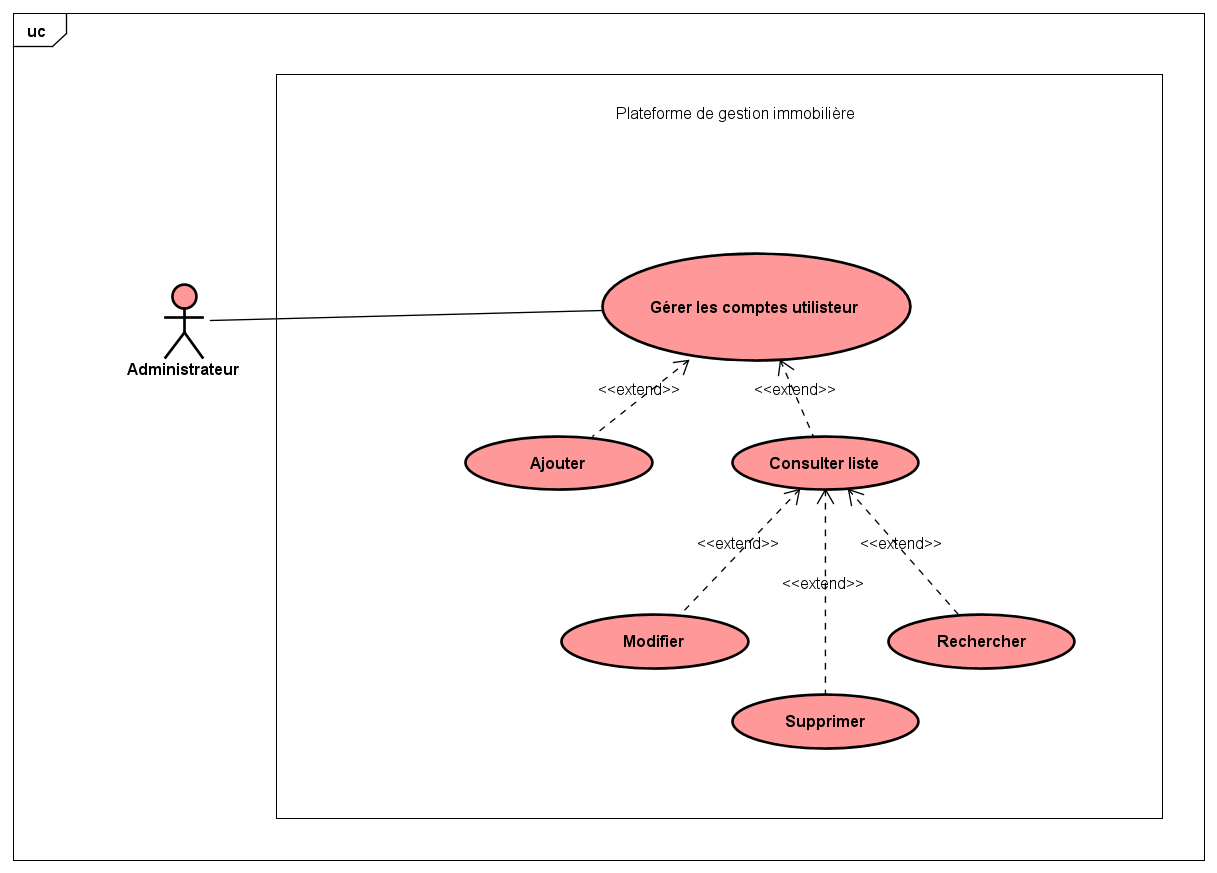 uc
Plateforme de gestion immobilière
Gérer les comptes utilisteur
Administrateur
<<extend>>
<<extend>>
Ajouter
Consulter liste
<<extend>>
<<extend>>
<<extend>>
Modifier
Rechercher
Supprimer